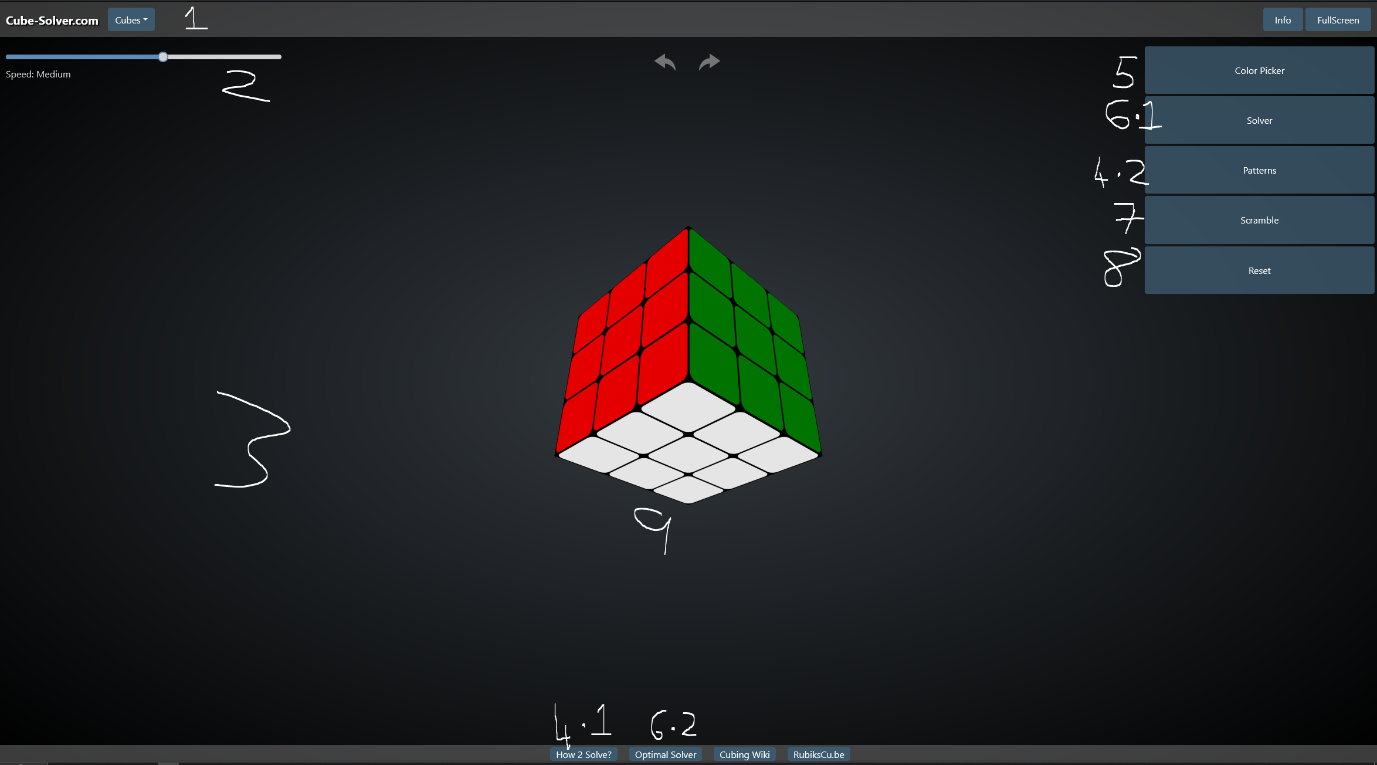 Cube-Solver.com Cubes 1 Info FullScreen
Speed: Medium
2
5 Color Picker
6.1 Solver
4.2 Patterns
7 Scramble
8 Reset
3
9
4.1 6.2
How 2 Solve? Optimal Solver Cubing Wiki RubiksCu.be